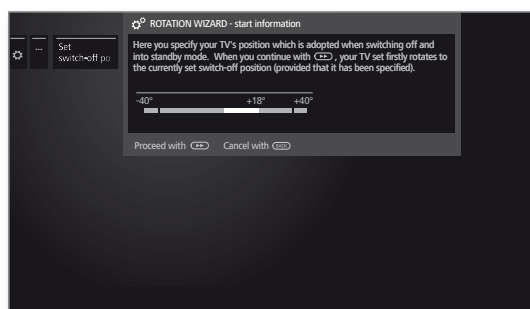 ROTATION WIZARD - start information
... Set
switch-off po
Here you specify your TV's position which is adopted when switching off and
into standby mode. When you continue with , your TV set firstly rotates to
the currently set switch-off position (provided that it has been specified).
-40° +18° +40°
Proceed with Cancel with BACK